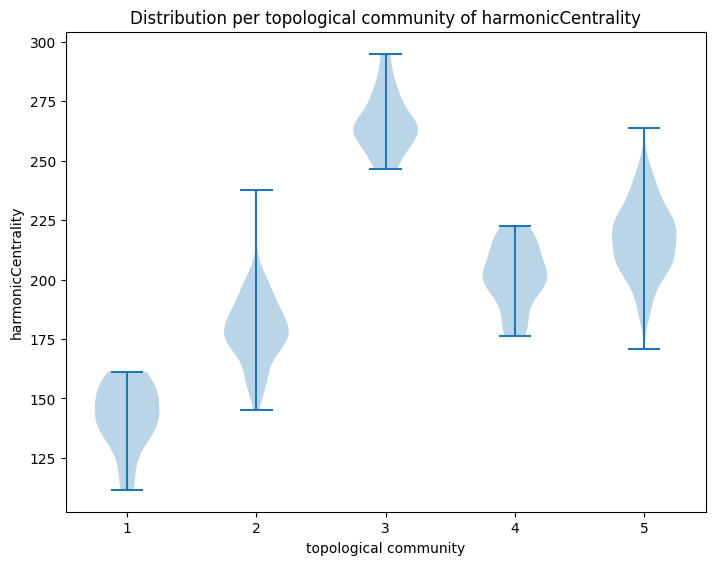 Distribution per topological community of harmonicCentrality
300
275
250
225
200
175
150
125
harmonicCentrality
1 2 3 4 5
topological community